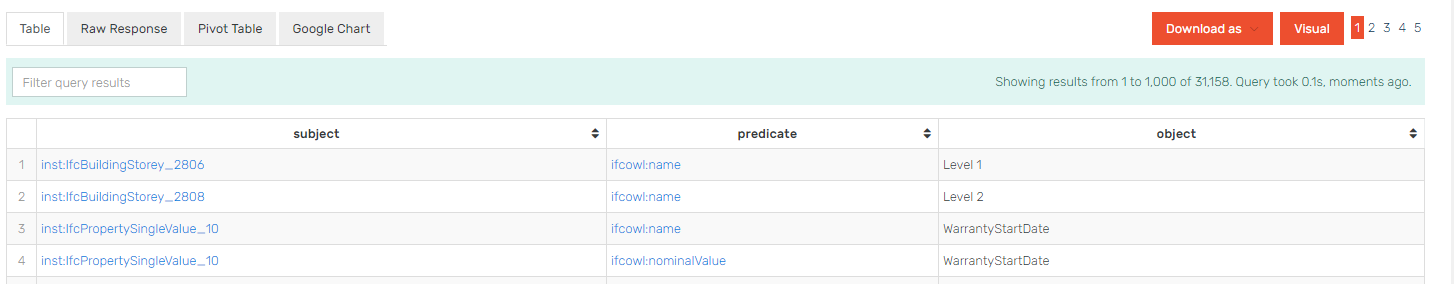 Table Raw Response Pivot Table Google Chart Download as Visual 1 2 3 4 5
Filter query results Showing results from 1 to 1,000 of 31,158. Query took 0.1s, moments ago.
subject predicate object
1 inst:IfcBuildingStorey_2806 ifcowl:name Level 1
2 inst:IfcBuildingStorey_2808 ifcowl:name Level 2
3 inst:IfcPropertySingleValue_10 ifcowl:name WarrantyStartDate
4 inst:IfcPropertySingleValue_10 ifcowl:nominalValue WarrantyStartDate